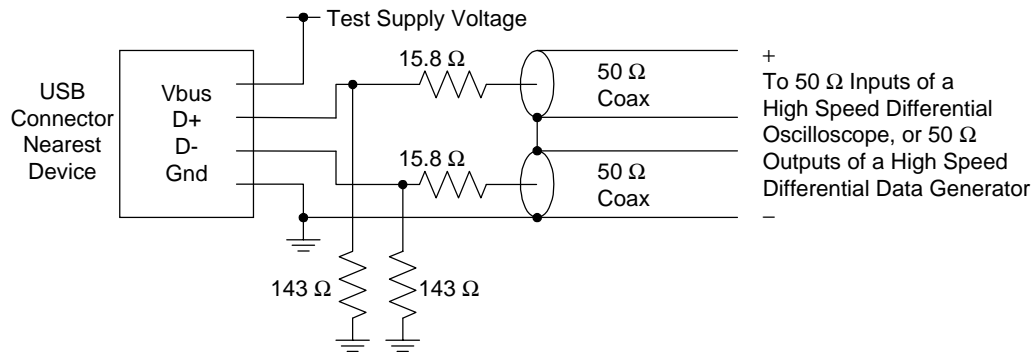 Test Supply Voltage
USB
Connector
Nearest
Device
Vbus
D+
D-
Gnd
15.8 Ω
15.8 Ω
50 Ω
Coax
50 Ω
Coax
143 Ω
143 Ω
+
To 50 Ω Inputs of a
High Speed Differential
Oscilloscope, or 50 Ω
Outputs of a High Speed
Differential Data Generator
−